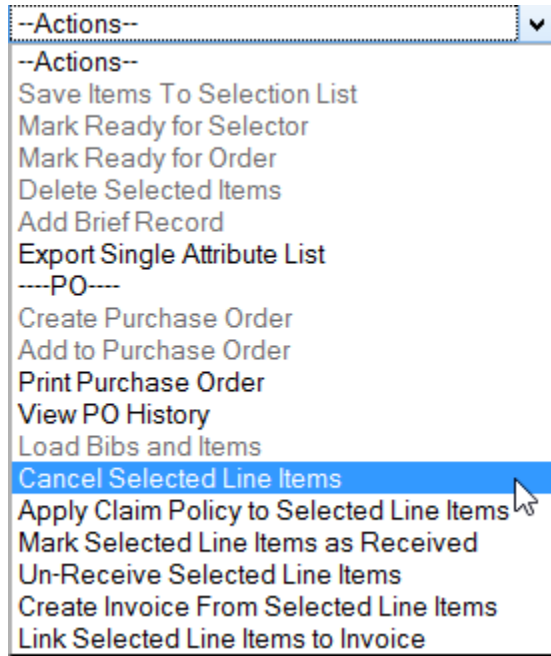 --Actions--
--Actions--
Save Items To Selection List
Mark Ready for Selector
Mark Ready for Order
Delete Selected Items
Add Brief Record
Export Single Attribute List
----PO----
Create Purchase Order
Add to Purchase Order
Print Purchase Order
View PO History
Load Bibs and Items
Cancel Selected Line Items
Apply Claim Policy to Selected Line Items
Mark Selected Line Items as Received
Un-Receive Selected Line Items
Create Invoice From Selected Line Items
Link Selected Line Items to Invoice